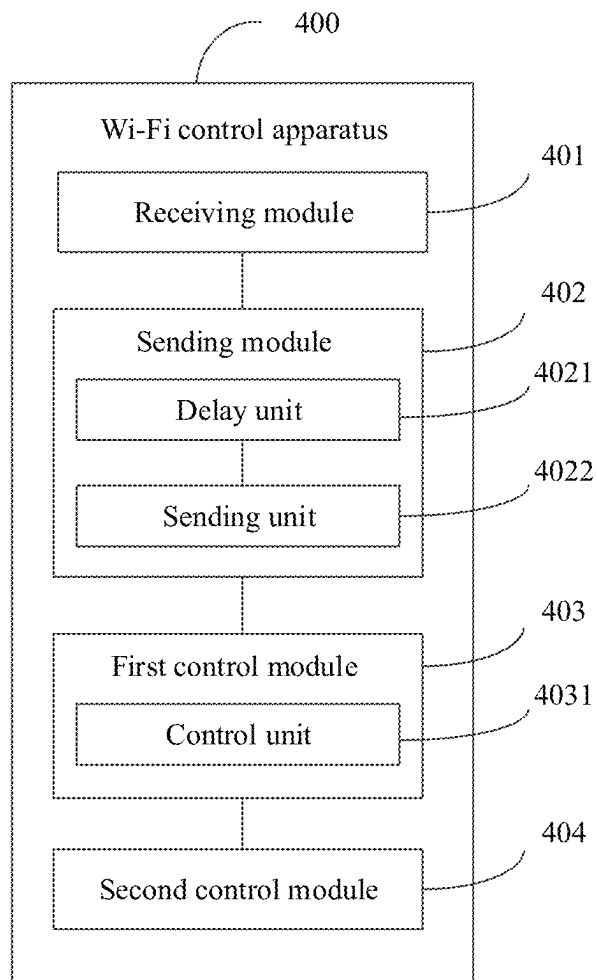 400
Wi-Fi control apparatus
401
Receiving module
402
Sending module
4021
Delay unit
4022
Sending unit
403
First control module
4031
Control unit
404
Second control module